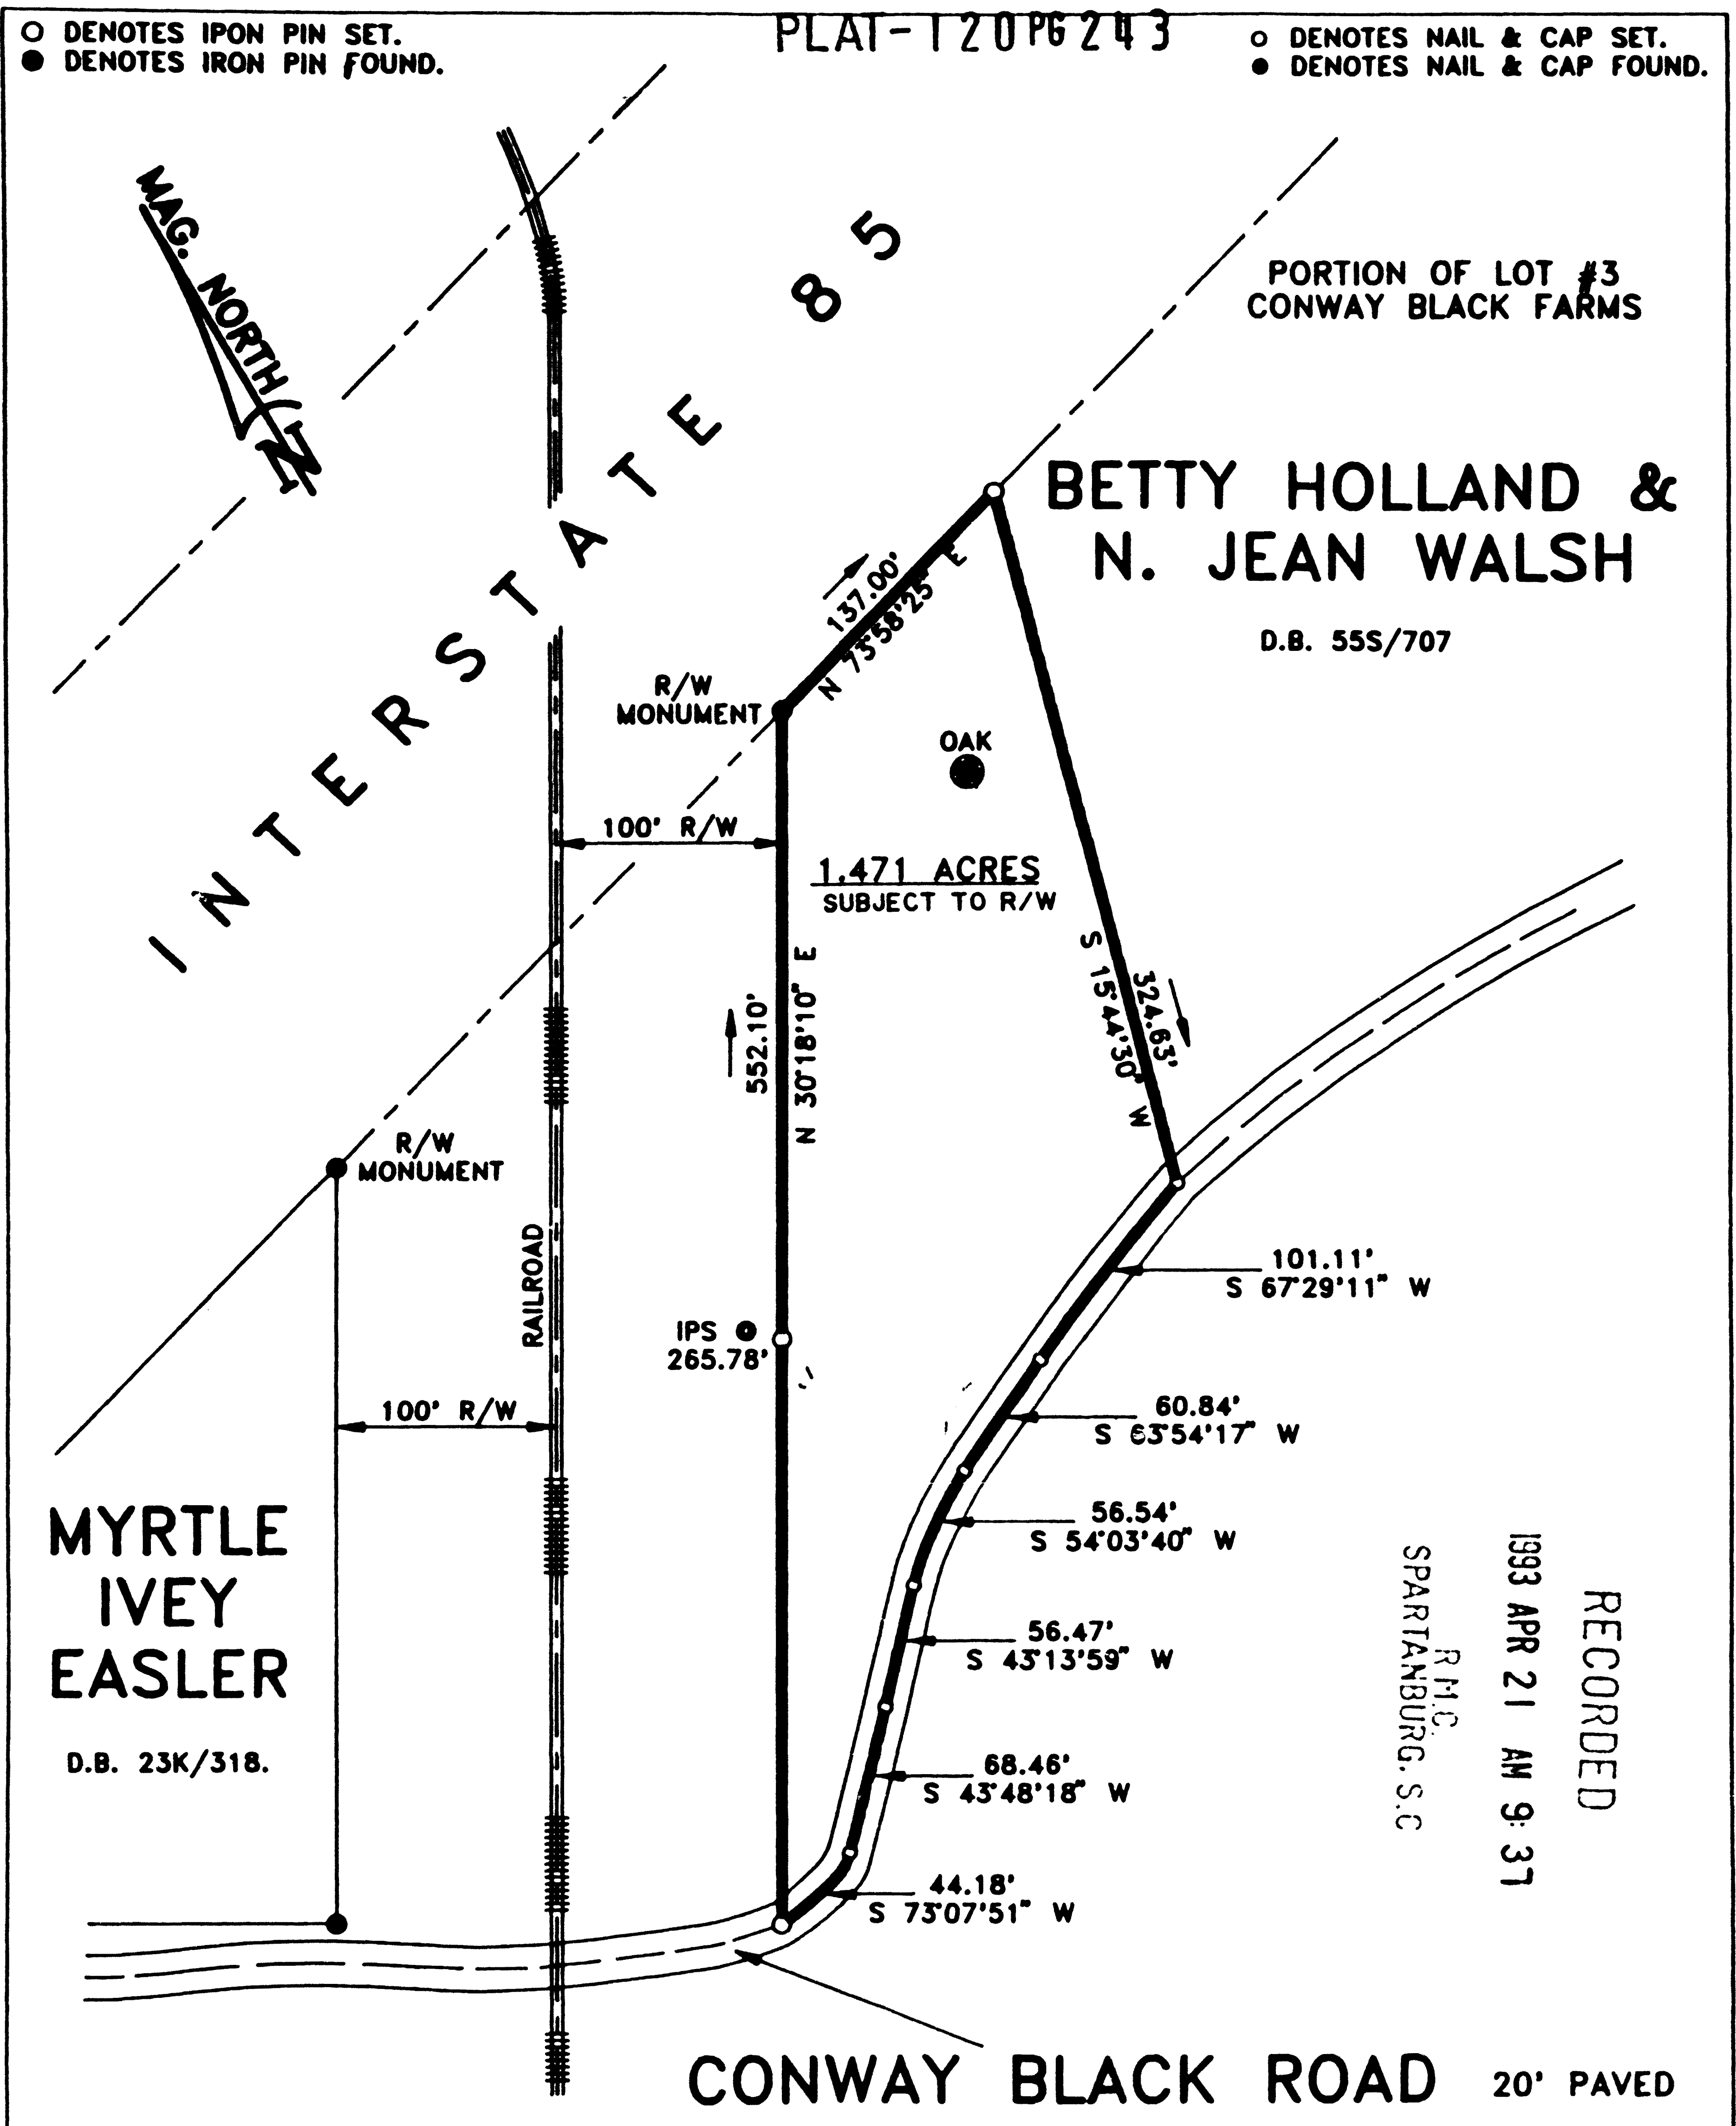 PLAT-120PG243
○ DENOTES IPON PIN SET.
● DENOTES IRON PIN FOUND.
○ DENOTES NAIL & CAP SET.
● DENOTES NAIL & CAP FOUND.
MAG. NORTH
N
INTERSTATE 85
PORTION OF LOT #3
CONWAY BLACK FARMS
BETTY HOLLAND &
N. JEAN WALSH
D.B. 55S/707
137.00'
N 73°58'25" E
R/W
MONUMENT
OAK
100' R/W
1.471 ACRES
SUBJECT TO R/W
552.10'
N 30°18'10" E
324.63'
S 15°44'30" W
R/W
MONUMENT
RAILROAD
101.11'
S 67°29'11" W
IPS
265.78'
100' R/W
60.84'
S 63°54'17" W
56.54'
S 54°03'40" W
56.47'
S 43°13'59" W
68.46'
S 43°48'18" W
44.18'
S 73°07'51" W
MYRTLE
IVEY
EASLER
D.B. 23K/318.
RECORDED
1993 APR 21 AM 9:37
R.M.C.
SPARTANBURG, S.C
CONWAY BLACK ROAD 20' PAVED